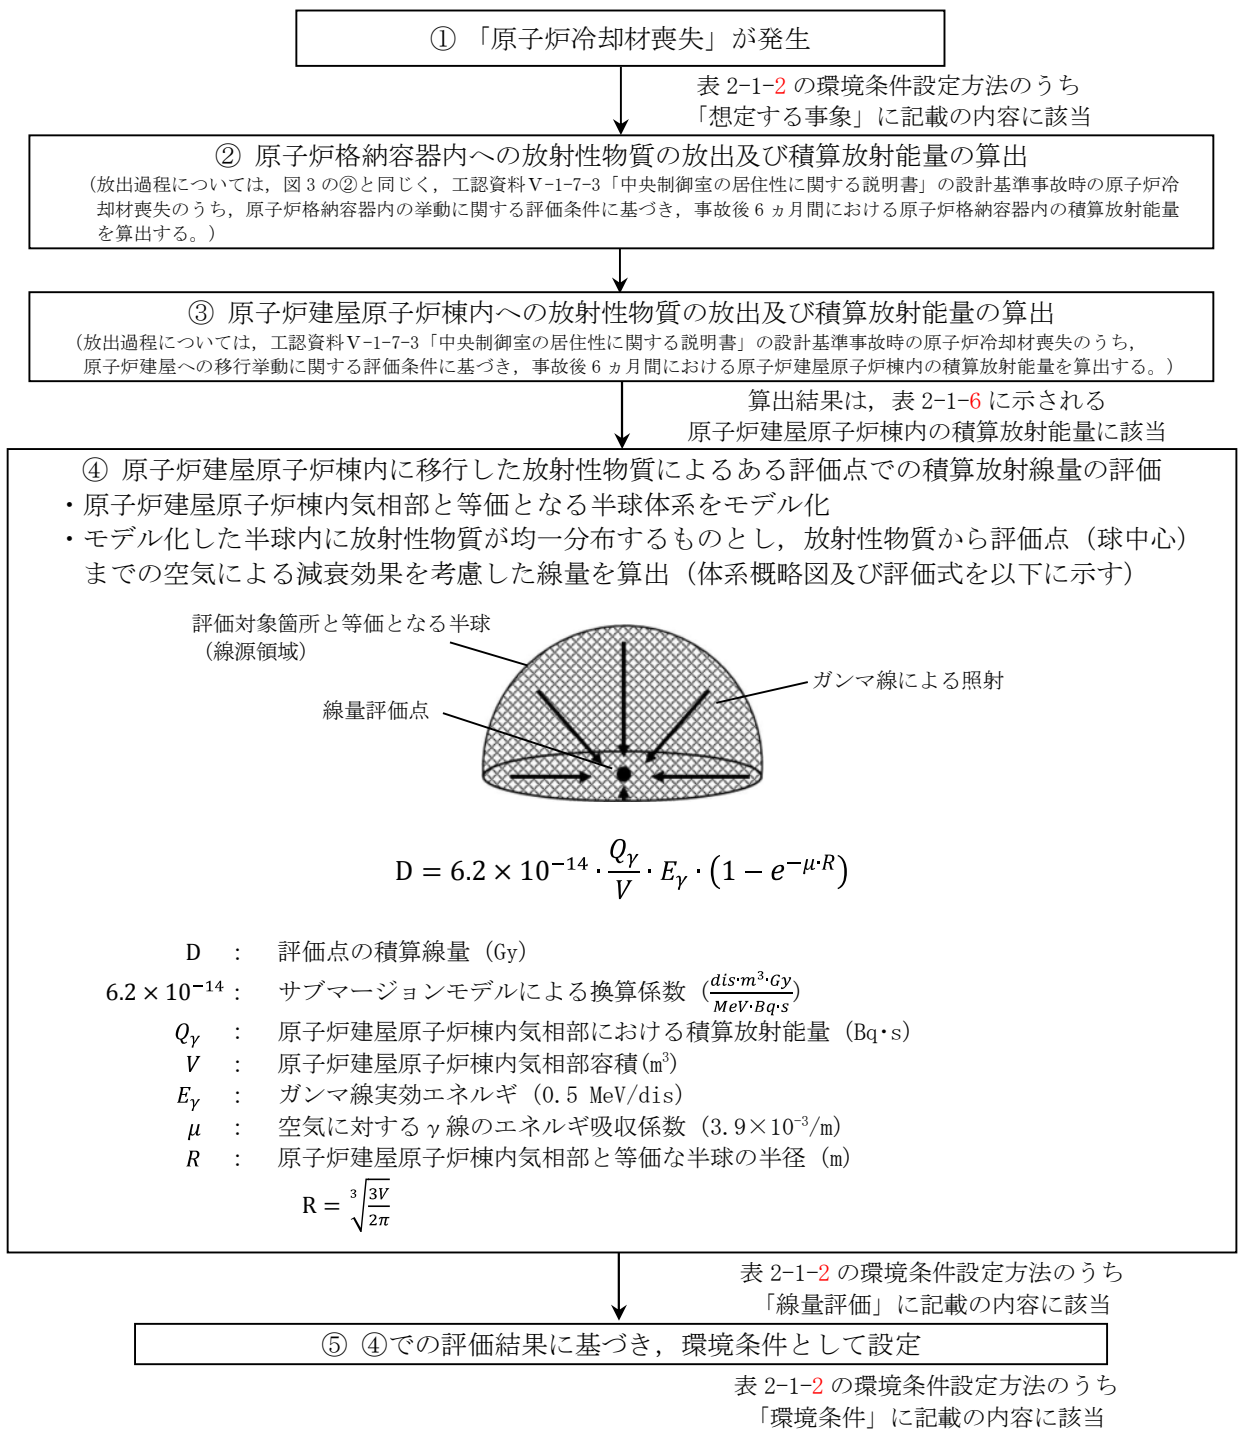 ① 「原子炉冷却材喪失」が発生
表 2-1-2 の環境条件設定方法のうち
「想定する事象」に記載の内容に該当
② 原子炉格納容器内への放射性物質の放出及び積算放射能量の算出
(放出過程については，図 3 の②と同じく，工認資料Ⅴ-1-7-3「中央制御室の居住性に関する説明書」の設計基準事故時の原子炉冷
却材喪失のうち，原子炉格納容器内の挙動に関する評価条件に基づき，事故後 6 ヵ月間における原子炉格納容器内の積算放射能量
を算出する。)
③ 原子炉建屋原子炉棟内への放射性物質の放出及び積算放射能量の算出
(放出過程については，工認資料Ⅴ-1-7-3「中央制御室の居住性に関する説明書」の設計基準事故時の原子炉冷却材喪失のうち，
原子炉建屋への移行挙動に関する評価条件に基づき，事故後 6 ヵ月間における原子炉建屋原子炉棟内の積算放射能量を算出する。)
算出結果は，表 2-1-6 に示される
原子炉建屋原子炉棟内の積算放射能量に該当
④ 原子炉建屋原子炉棟内に移行した放射性物質によるある評価点での積算放射線量の評価
・原子炉建屋原子炉棟内気相部と等価となる半球体系をモデル化
・モデル化した半球内に放射性物質が均一分布するものとし，放射性物質から評価点（球中心）
までの空気による減衰効果を考慮した線量を算出（体系概略図及び評価式を以下に示す）
評価対象箇所と等価となる半球
（線源領域）
ガンマ線による照射
線量評価点
D = 6.2 × 10⁻¹⁴ · Qγ/V · Eγ · (1 − e^(−μ·R))
D : 評価点の積算線量 (Gy)
6.2 × 10⁻¹⁴ : サブマージョンモデルによる換算係数 (dis·m³·Gy/MeV·Bq·s)
Qγ : 原子炉建屋原子炉棟内気相部における積算放射能量 (Bq・s)
V : 原子炉建屋原子炉棟内気相部容積(m³)
Eγ : ガンマ線実効エネルギ (0.5 MeV/dis)
μ : 空気に対するγ線のエネルギ吸収係数 (3.9×10⁻³/m)
R : 原子炉建屋原子炉棟内気相部と等価な半球の半径 (m)
R = ³√(3V/2π)
表 2-1-2 の環境条件設定方法のうち
「線量評価」に記載の内容に該当
⑤ ④での評価結果に基づき，環境条件として設定
表 2-1-2 の環境条件設定方法のうち
「環境条件」に記載の内容に該当